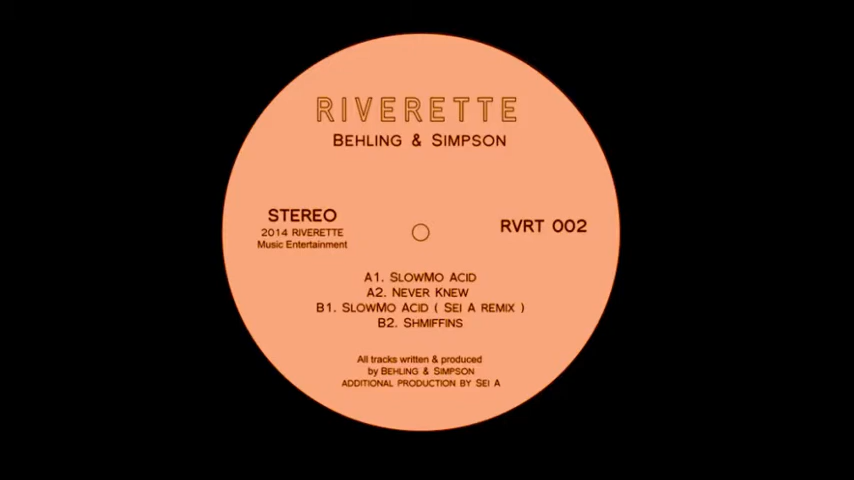 RIVERETTE
BEHLING & SIMPSON
STEREO
2014 RIVERETTE
Music Entertainment
RVRT 002
A1. SLOWMO ACID
A2. NEVER KNEW
B1. SLOWMO ACID ( SEI A REMIX )
B2. SHMIFFINS
All tracks written & produced
by BEHLING & SIMPSON
ADDITIONAL PRODUCTION BY SEI A